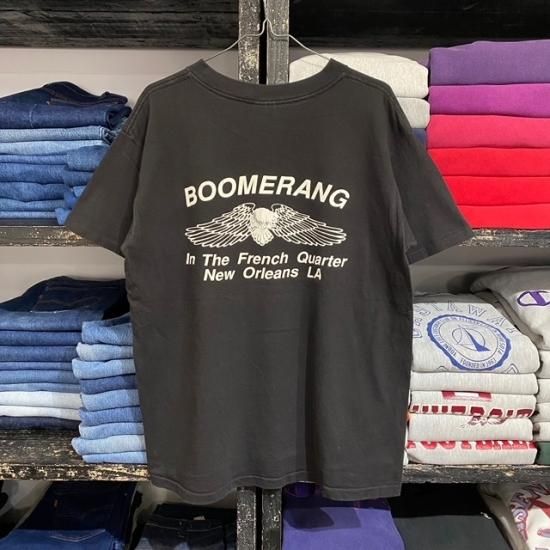 BOOMERANG
In The French Quarter
New Orleans LA